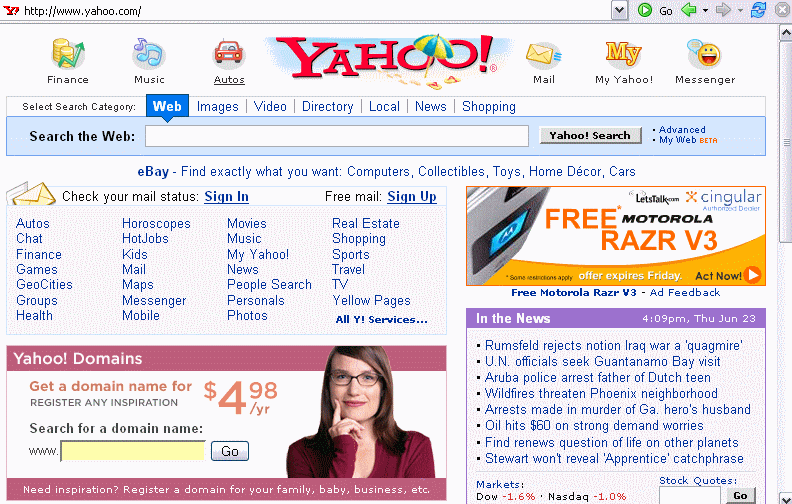 http://www.yahoo.com/
Go
Finance
Music
Autos
YAHOO!
Mail
My
My Yahoo!
Messenger
Select Search Category: Web Images Video Directory Local News Shopping
Search the Web:
Yahoo! Search
• Advanced
• My Web BETA
eBay - Find exactly what you want: Computers, Collectibles, Toys, Home Décor, Cars
Check your mail status: Sign In Free mail: Sign Up
Autos Horoscopes Movies Real Estate
Chat HotJobs Music Shopping
Finance Kids My Yahoo! Sports
Games Mail News Travel
GeoCities Maps People Search TV
Groups Messenger Personals Yellow Pages
Health Mobile Photos All Y! Services...
LetsTalk.com cingular
Authorized Dealer
FREE* MOTOROLA
RAZR V3
*Some restrictions apply offer expires Friday. Act Now!
Free Motorola Razr V3 - Ad Feedback
In the News 4:09pm, Thu Jun 23
• Rumsfeld rejects notion Iraq war a 'quagmire'
• U.N. officials seek Guantanamo Bay visit
• Aruba police arrest father of Dutch teen
• Wildfires threaten Phoenix neighborhood
• Arrests made in murder of Ga. hero's husband
• Oil hits $60 on strong demand worries
• Find renews question of life on other planets
• Stewart won't reveal 'Apprentice' catchphrase
Markets:
Dow -1.6% · Nasdaq -1.0%
Stock Quotes:
Go
Yahoo! Domains
Get a domain name for
REGISTER ANY INSPIRATION
$4.98 /yr
Search for a domain name:
www. Go
Need inspiration? Register a domain for your family, baby, business, etc.